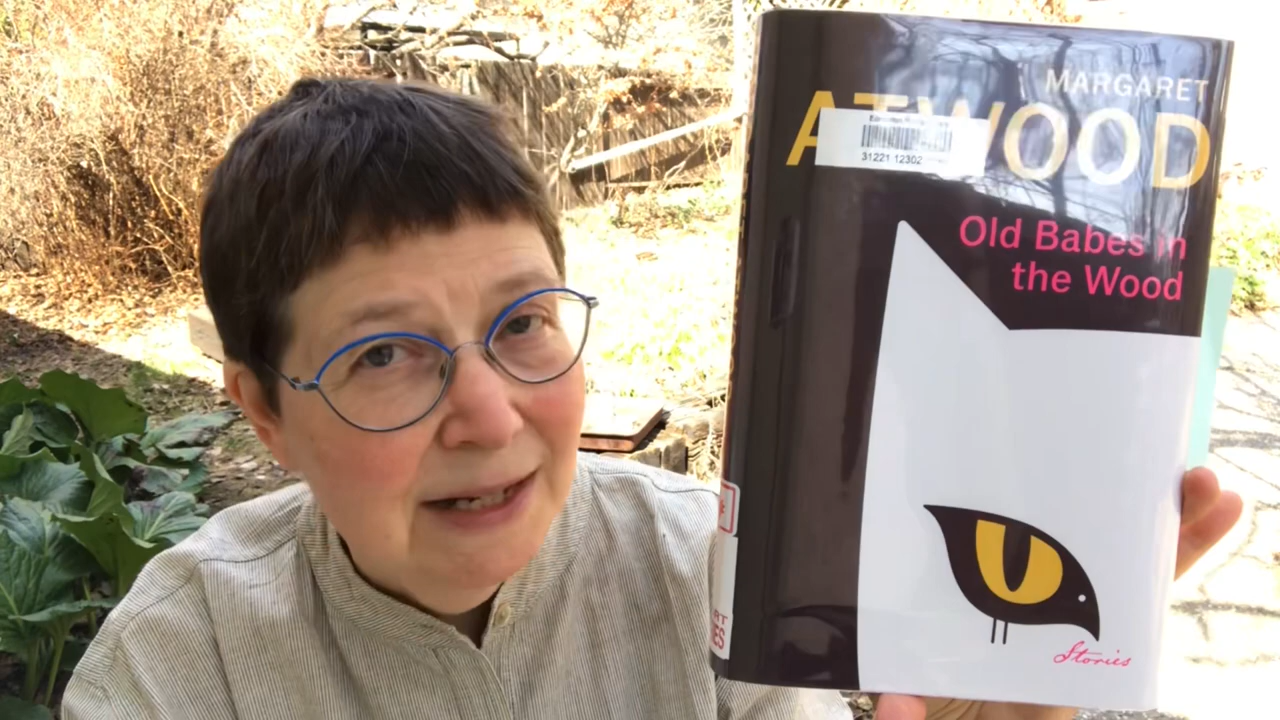 MARGARET
ATWOOD
31221 12302
Old Babes in
the Wood
Stories